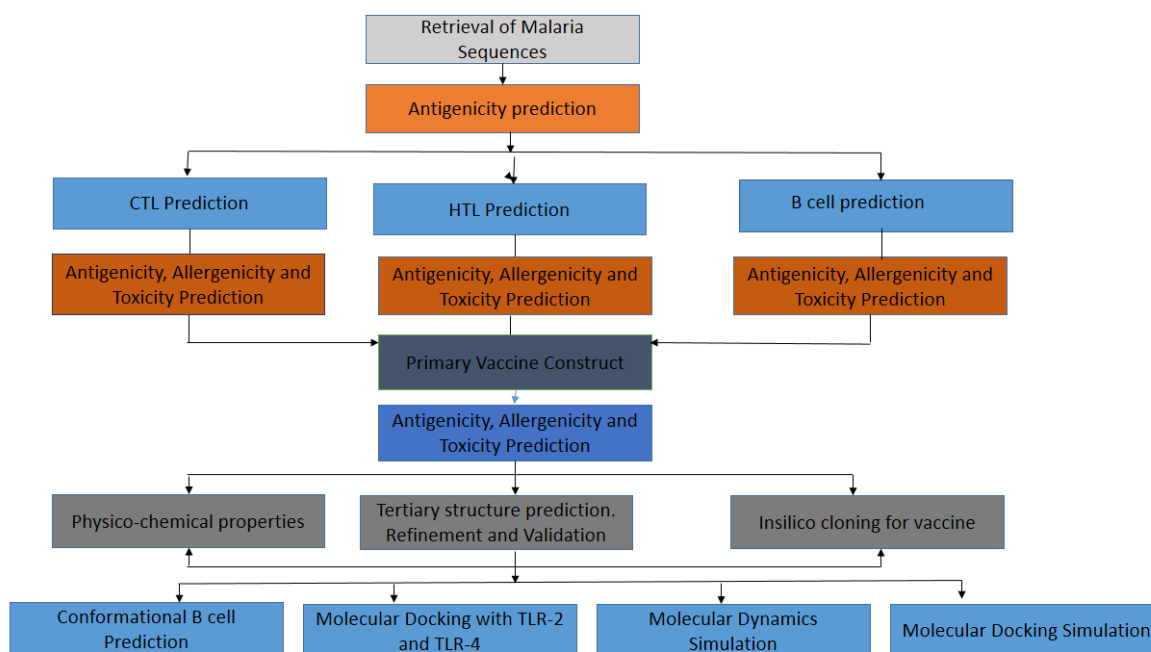 Retrieval of Malaria
Sequences
Antigenicity prediction
CTL Prediction
HTL Prediction
B cell prediction
Antigenicity, Allergenicity and
Toxicity Prediction
Antigenicity, Allergenicity and
Toxicity Prediction
Antigenicity, Allergenicity and
Toxicity Prediction
Primary Vaccine Construct
Antigenicity, Allergenicity and
Toxicity Prediction
Physico-chemical properties
Tertiary structure prediction.
Refinement and Validation
Insilico cloning for vaccine
Conformational B cell
Prediction
Molecular Docking with TLR-2
and TLR-4
Molecular Dynamics
Simulation
Molecular Docking Simulation